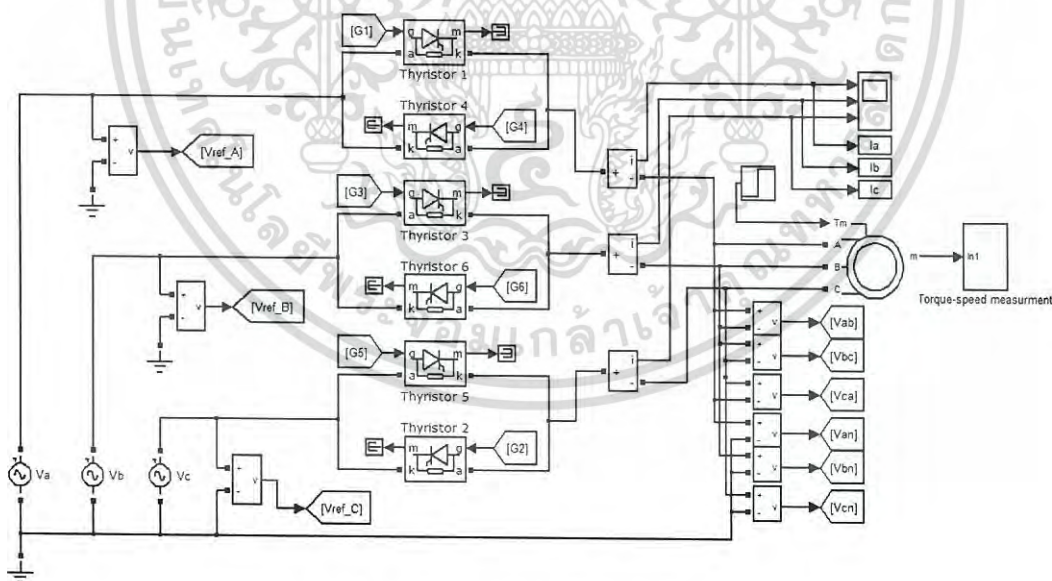 [G1]
g
m
a
k
Thyristor 1
Thyristor 4
m
g
[G4]
k
a
+
-
v
[Vref_A]
[G3]
g
m
a
k
Thyristor 3
Thyristor 6
m
g
[G6]
k
a
+
-
v
[Vref_B]
[G5]
g
m
a
k
Thyristor 5
Thyristor 2
m
g
[G2]
k
a
+
-
v
[Vref_C]
Va
Vb
Vc
+
i
-
+
i
-
+
i
-
Ia
Ib
Ic
Tm
A
B
C
m
In1
Torque-speed measurment
+
-
v
[Vab]
+
-
v
[Vbc]
+
-
v
[Vca]
+
-
v
[Van]
+
-
v
[Vbn]
+
-
v
[Vcn]